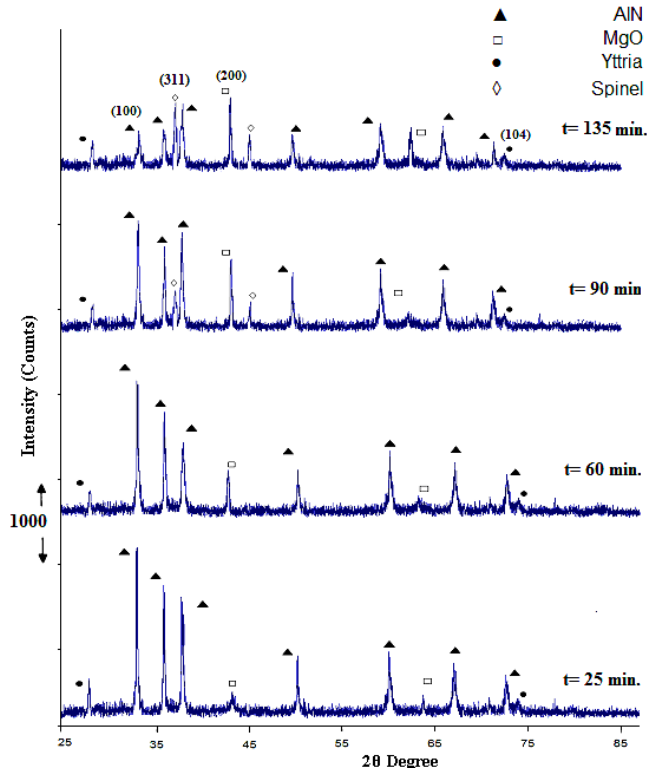 ▲ AlN
□ MgO
● Yttria
◊ Spinel
(100)
(311)
(200)
(104)
t= 135 min.
t= 90 min
t= 60 min.
t= 25 min.
Intensity (Counts)
1000
25 35 45 55 65 75 85
2θ Degree